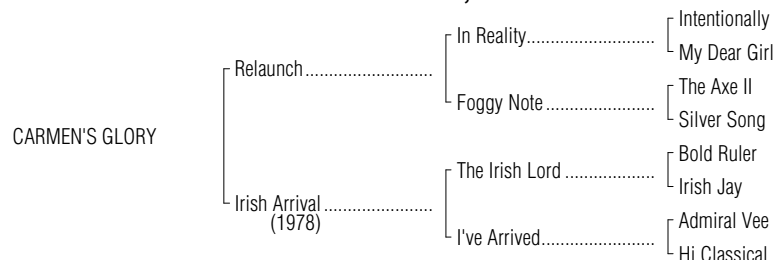 Intentionally
In Reality
My Dear Girl
Relaunch
The Axe II
Foggy Note
Silver Song
CARMEN'S GLORY
Bold Ruler
The Irish Lord
Irish Jay
Irish Arrival
(1978)
Admiral Vee
I've Arrived
Hi Classical